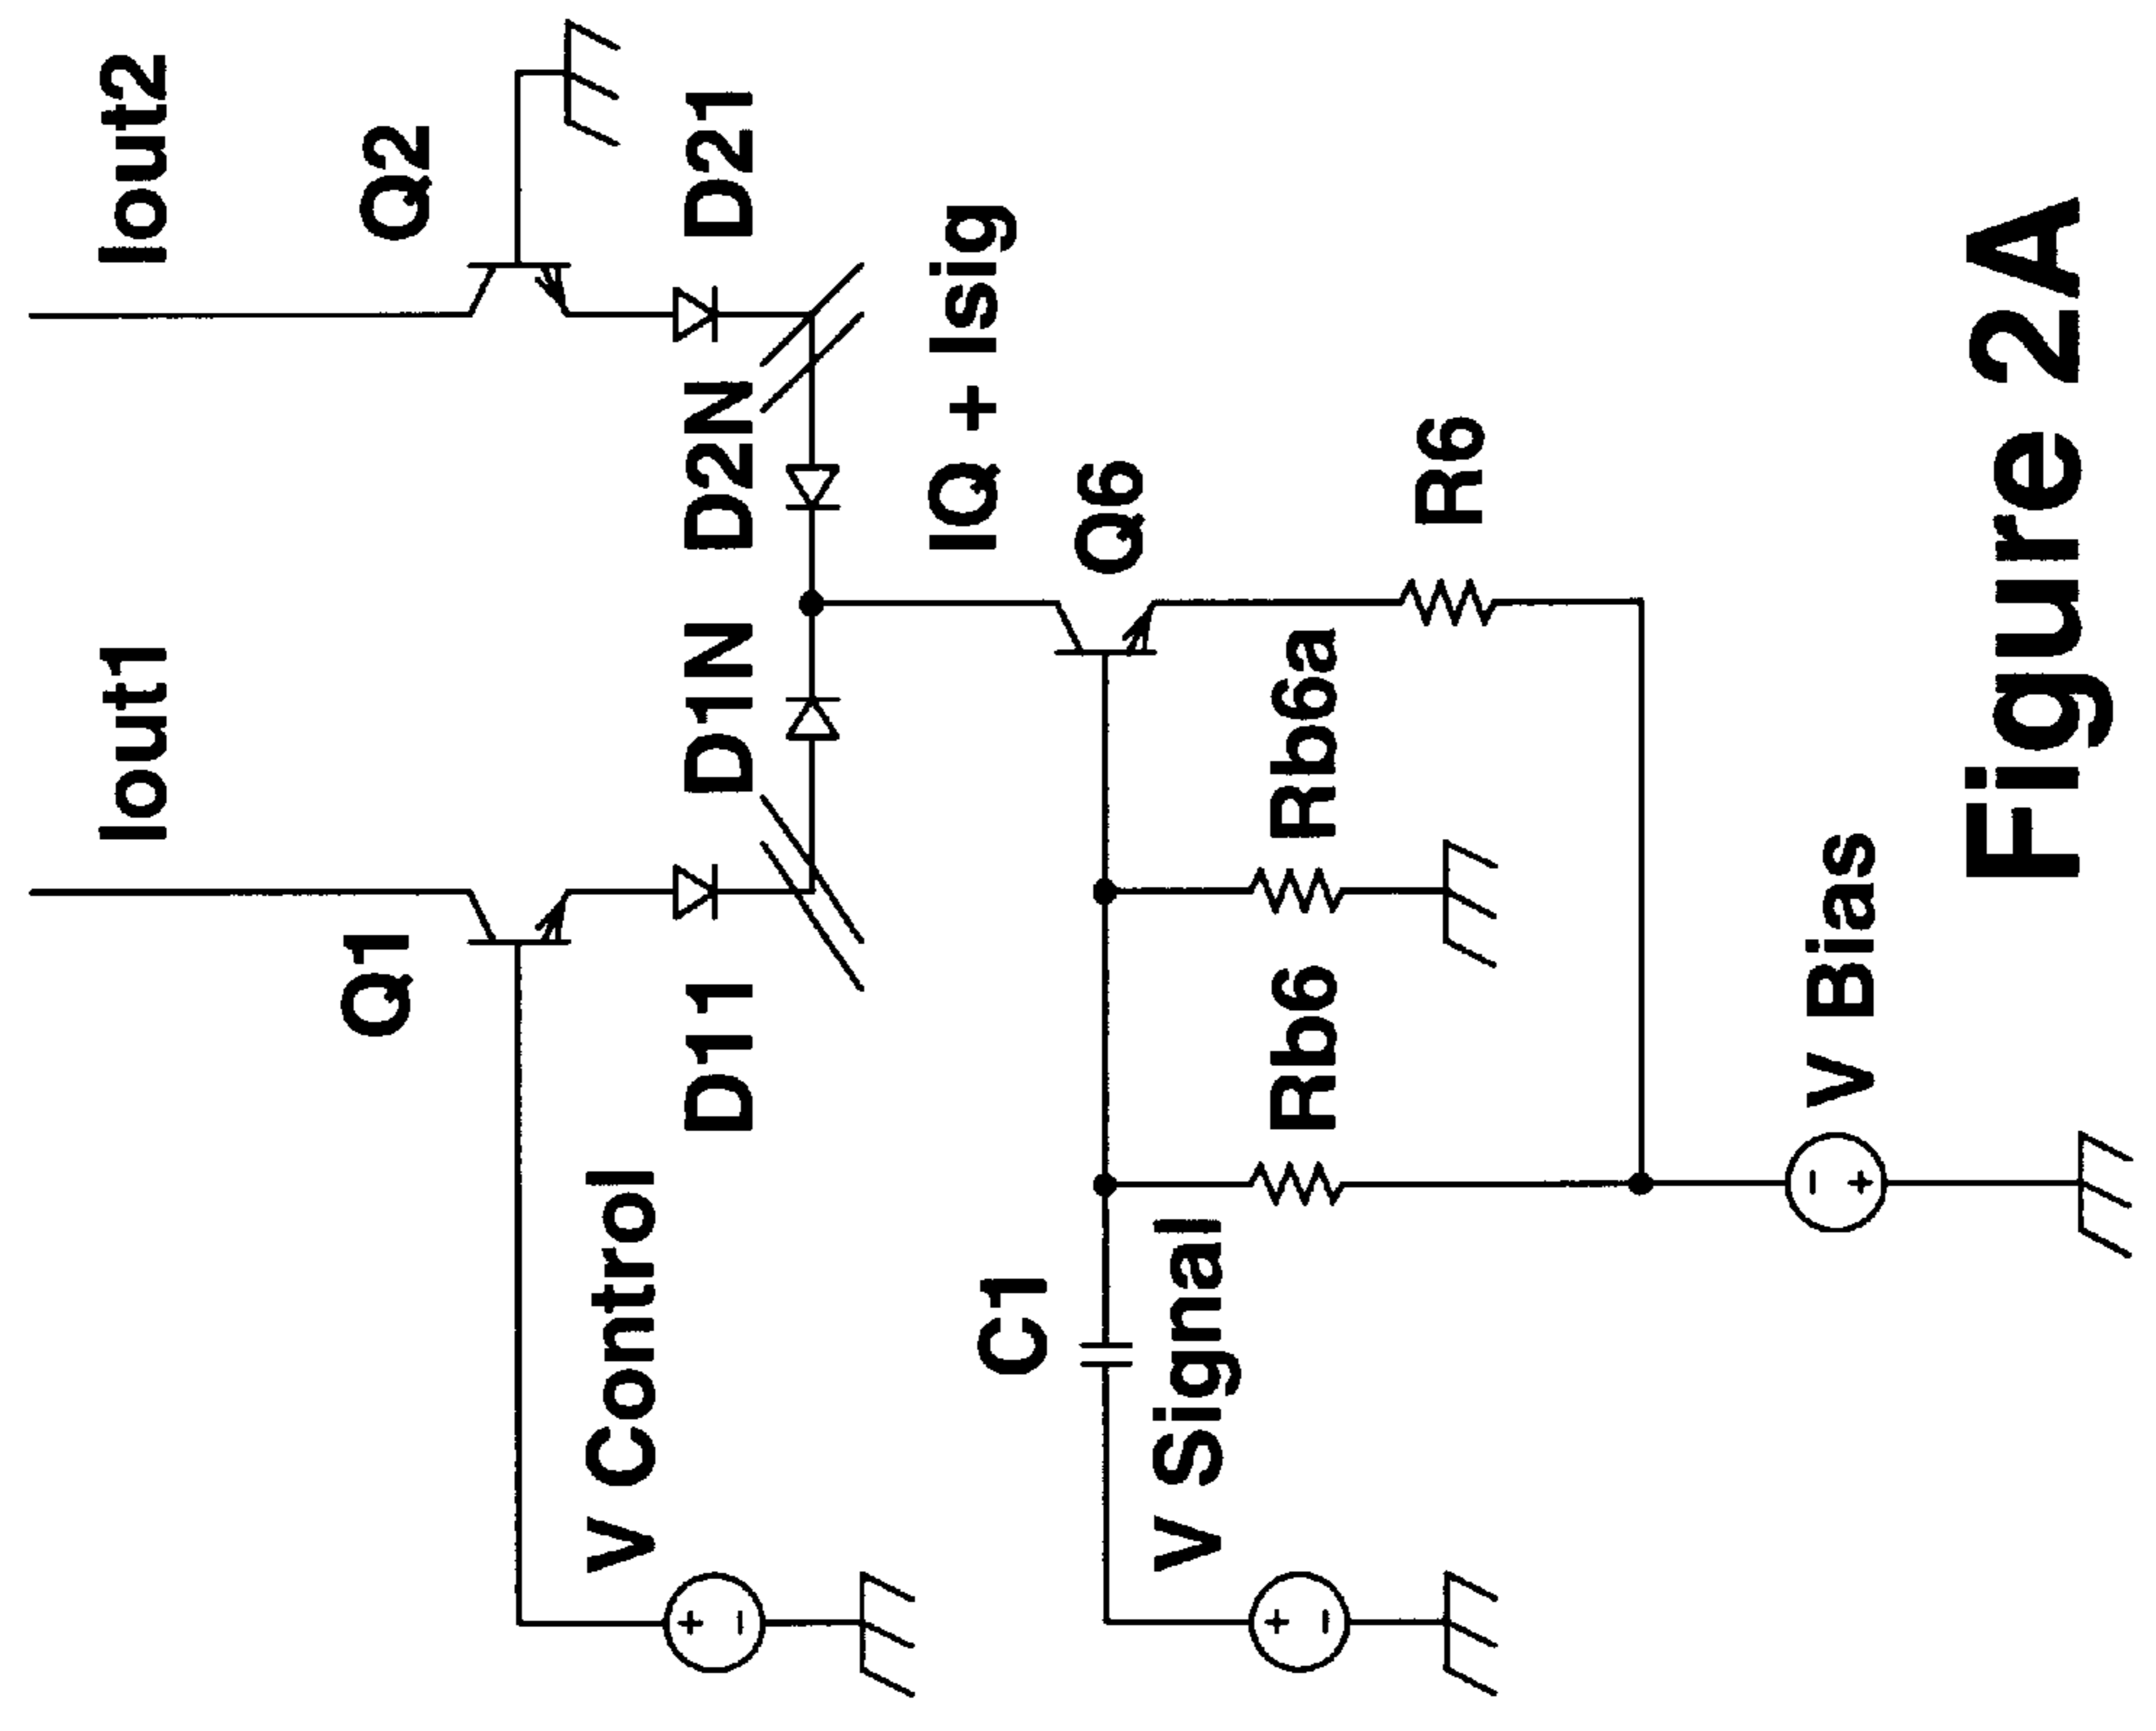 Iout1
Iout2
Q1
Q2
V Control
D11
D1N
D2N
D21
IQ + Isig
C1
Q6
V Signal
Rb6
Rb6a
R6
V Bias
+
-
+
-
-
+
Figure 2A